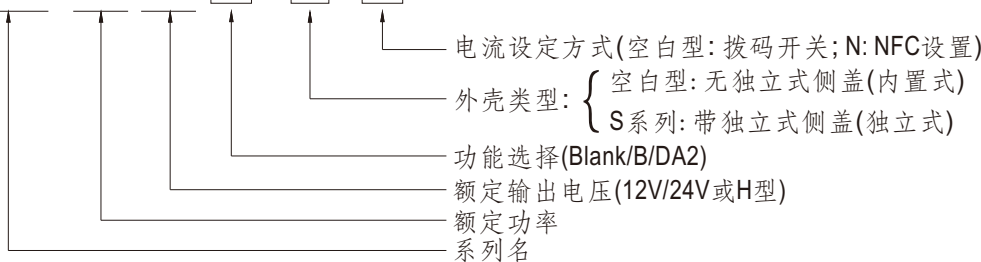 电流设定方式(空白型: 拨码开关; N: NFC设置)
外壳类型:
空白型: 无独立式侧盖(内置式)
S系列: 带独立式侧盖(独立式)
功能选择(Blank/B/DA2)
额定输出电压(12V/24V或H型)
额定功率
系列名